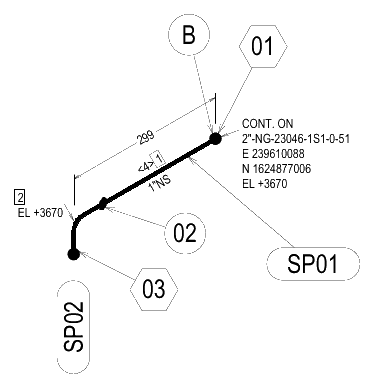 B
01
299
CONT. ON
2"-NG-23046-1S1-0-51
E 239610088
N 1624877006
EL +3670
<4> 1
1"NS
2
EL +3670
02
SP01
03
SP02